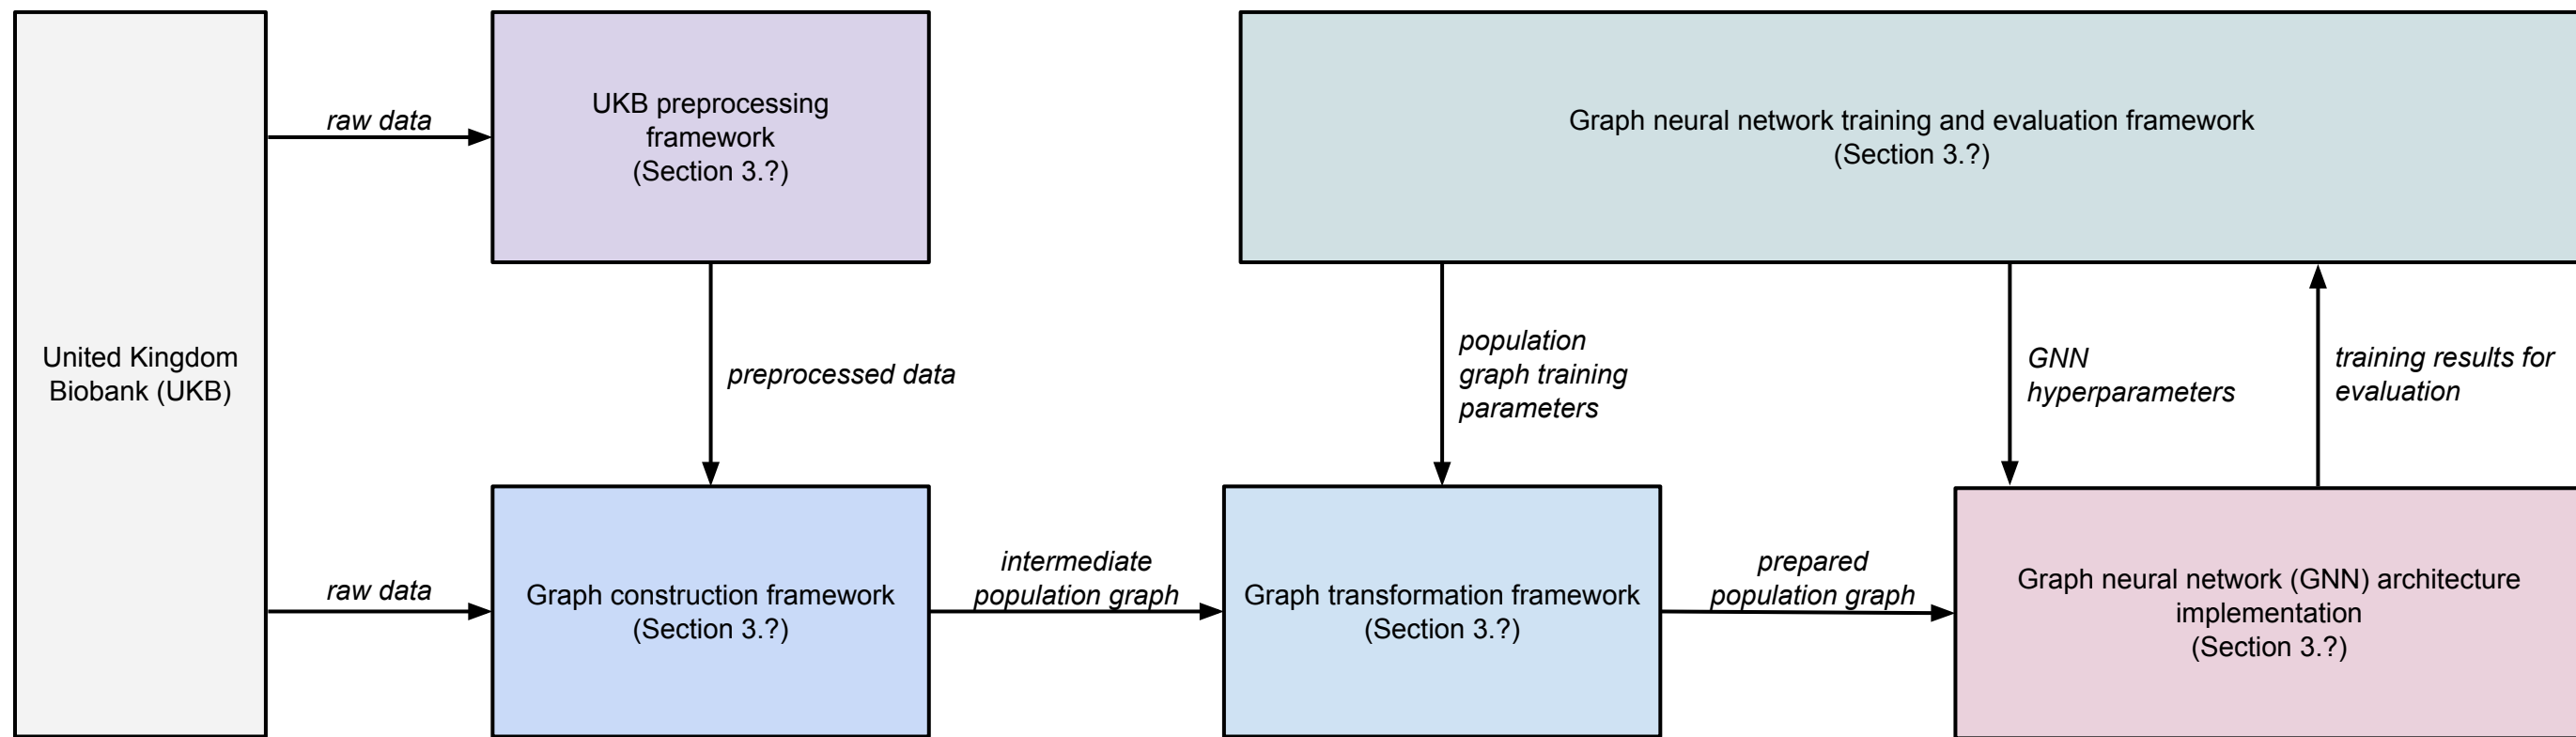 United Kingdom
Biobank (UKB)
raw data
UKB preprocessing
framework
(Section 3.?)
preprocessed data
raw data
Graph construction framework
(Section 3.?)
intermediate
population graph
Graph neural network training and evaluation framework
(Section 3.?)
population
graph training
parameters
GNN
hyperparameters
training results for
evaluation
Graph transformation framework
(Section 3.?)
prepared
population graph
Graph neural network (GNN) architecture
implementation
(Section 3.?)